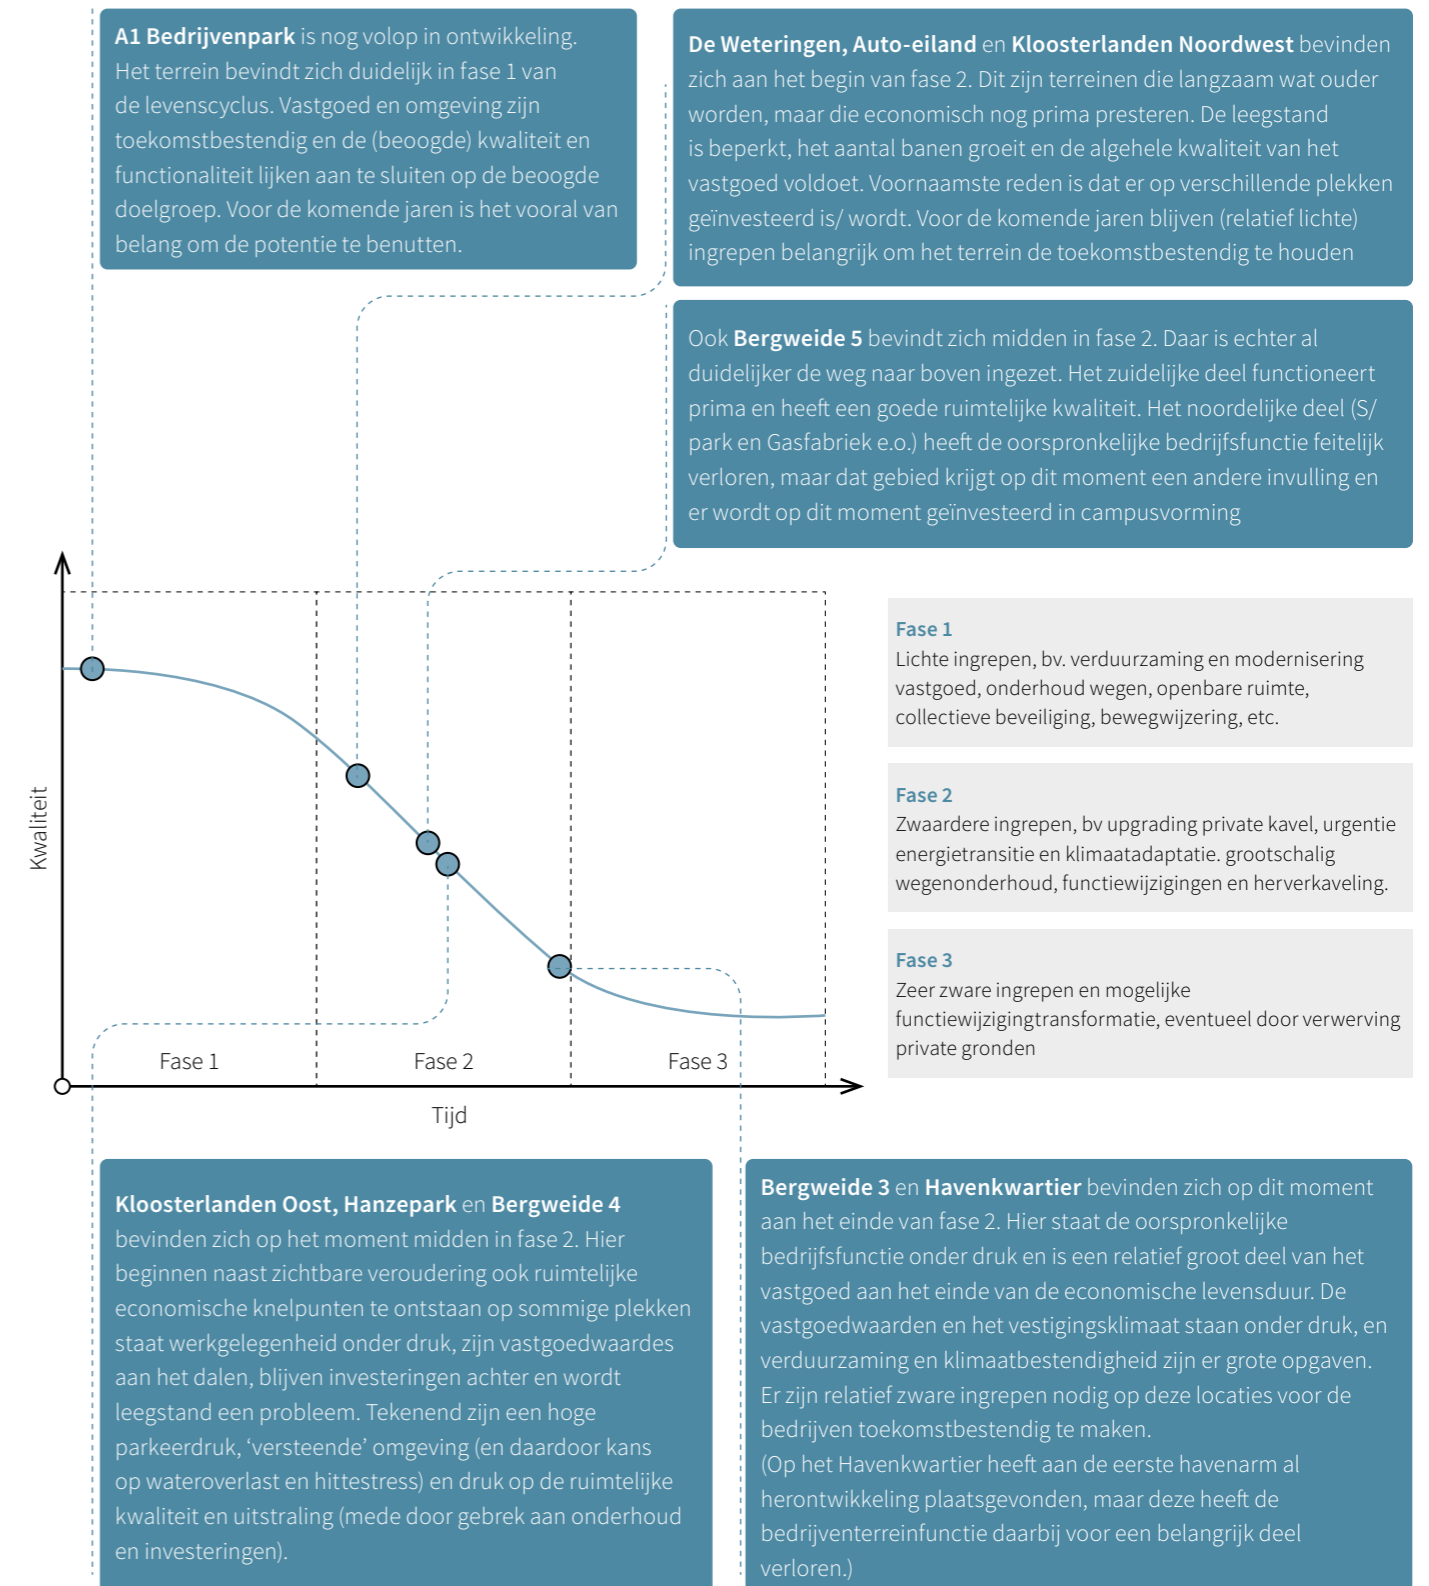 A1 Bedrijvenpark is nog volop in ontwikkeling.
Het terrein bevindt zich duidelijk in fase 1 van
de levenscyclus. Vastgoed en omgeving zijn
toekomstbestendig en de (beoogde) kwaliteit en
functionaliteit lijken aan te sluiten op de beoogde
doelgroep. Voor de komende jaren is het vooral van
belang om de potentie te benutten.
De Weteringen, Auto-eiland en Kloosterlanden Noordwest bevinden
zich aan het begin van fase 2. Dit zijn terreinen die langzaam wat ouder
worden, maar die economisch nog prima presteren. De leegstand
is beperkt, het aantal banen groeit en de algehele kwaliteit van het
vastgoed voldoet. Voornaamste reden is dat er op verschillende plekken
geïnvesteerd is/ wordt. Voor de komende jaren blijven (relatief lichte)
ingrepen belangrijk om het terrein de toekomstbestendig te houden
Ook Bergweide 5 bevindt zich midden in fase 2. Daar is echter al
duidelijker de weg naar boven ingezet. Het zuidelijke deel functioneert
prima en heeft een goede ruimtelijke kwaliteit. Het noordelijke deel (S/
park en Gasfabriek e.o.) heeft de oorspronkelijke bedrijfsfunctie feitelijk
verloren, maar dat gebied krijgt op dit moment een andere invulling en
er wordt op dit moment geïnvesteerd in campusvorming
Kwaliteit
Fase 1
Fase 2
Fase 3
Tijd
Fase 1
Lichte ingrepen, bv. verduurzaming en modernisering
vastgoed, onderhoud wegen, openbare ruimte,
collectieve beveiliging, bewegwijzering, etc.
Fase 2
Zwaardere ingrepen, bv upgrading private kavel, urgentie
energietransitie en klimaatadaptatie. grootschalig
wegenonderhoud, functiewijzigingen en herverkaveling.
Fase 3
Zeer zware ingrepen en mogelijke
functiewijzigingtransformatie, eventueel door verwerving
private gronden
Kloosterlanden Oost, Hanzepark en Bergweide 4
bevinden zich op het moment midden in fase 2. Hier
beginnen naast zichtbare veroudering ook ruimtelijke
economische knelpunten te ontstaan op sommige plekken
staat werkgelegenheid onder druk, zijn vastgoedwaardes
aan het dalen, blijven investeringen achter en wordt
leegstand een probleem. Tekenend zijn een hoge
parkeerdruk, ‘versteende’ omgeving (en daardoor kans
op wateroverlast en hittestress) en druk op de ruimtelijke
kwaliteit en uitstraling (mede door gebrek aan onderhoud
en investeringen).
Bergweide 3 en Havenkwartier bevinden zich op dit moment
aan het einde van fase 2. Hier staat de oorspronkelijke
bedrijfsfunctie onder druk en is een relatief groot deel van het
vastgoed aan het einde van de economische levensduur. De
vastgoedwaarden en het vestigingsklimaat staan onder druk, en
verduurzaming en klimaatbestendigheid zijn er grote opgaven.
Er zijn relatief zware ingrepen nodig op deze locaties voor de
bedrijven toekomstbestendig te maken.
(Op het Havenkwartier heeft aan de eerste havenarm al
herontwikkeling plaatsgevonden, maar deze heeft de
bedrijventerreinfunctie daarbij voor een belangrijk deel
verloren.)